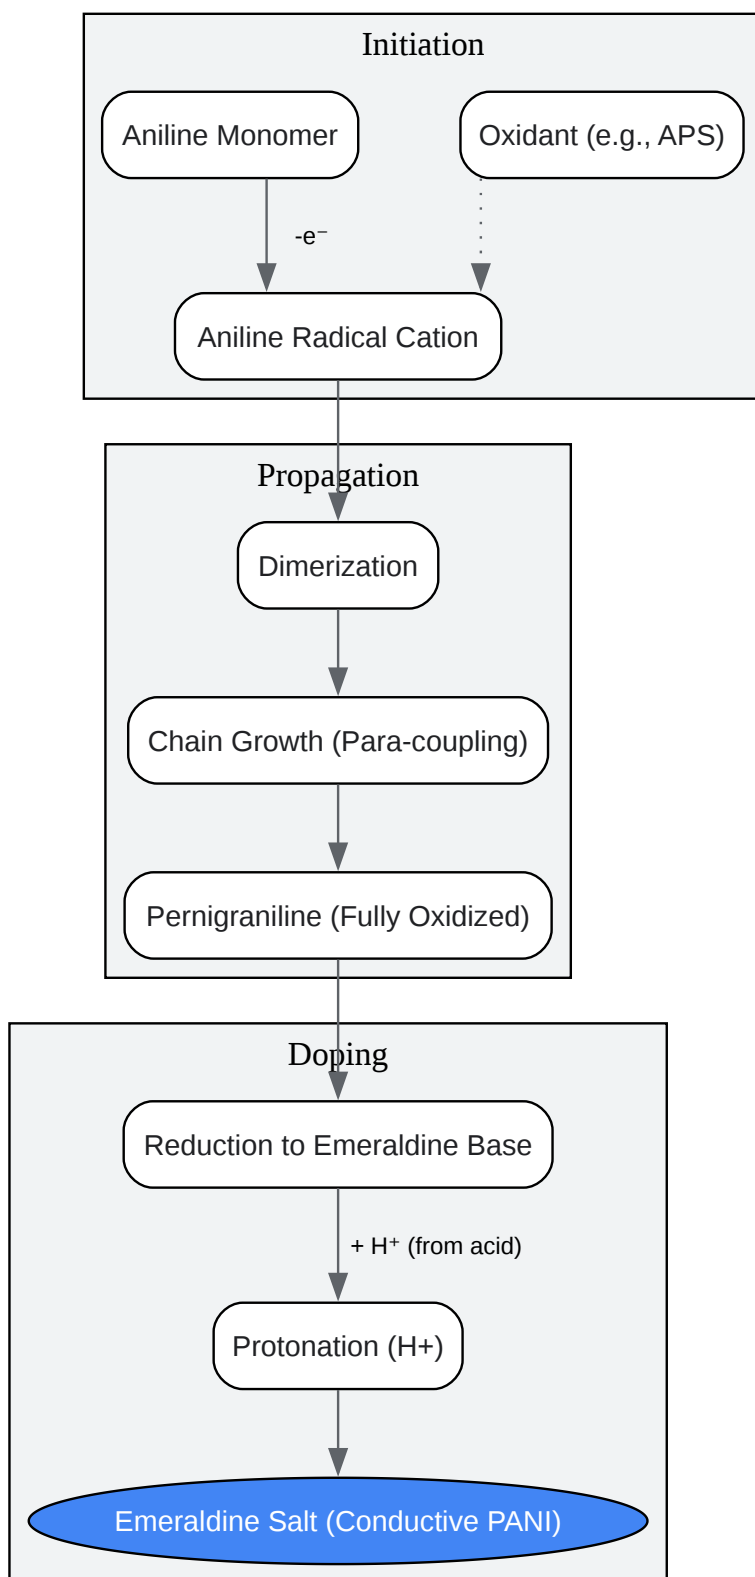 Initiation
Aniline Monomer
Oxidant (e.g., APS)
-e⁻
Aniline Radical Cation
Propagation
Dimerization
Chain Growth (Para-coupling)
Pernigraniline (Fully Oxidized)
Doping
Reduction to Emeraldine Base
+ H⁺ (from acid)
Protonation (H+)
Emeraldine Salt (Conductive PANI)